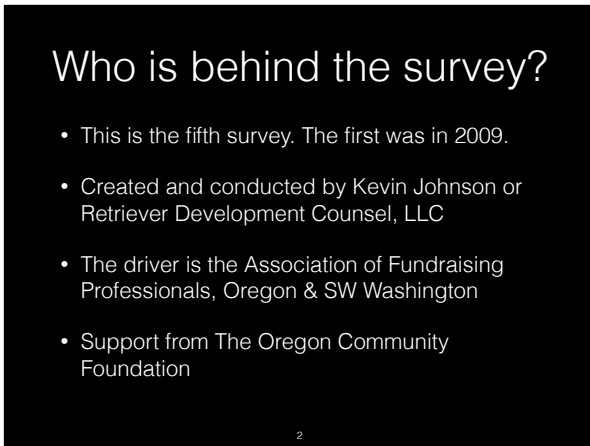 Who is behind the survey?
• This is the fifth survey. The first was in 2009.
• Created and conducted by Kevin Johnson or
Retriever Development Counsel, LLC
• The driver is the Association of Fundraising
Professionals, Oregon & SW Washington
• Support from The Oregon Community
Foundation
2